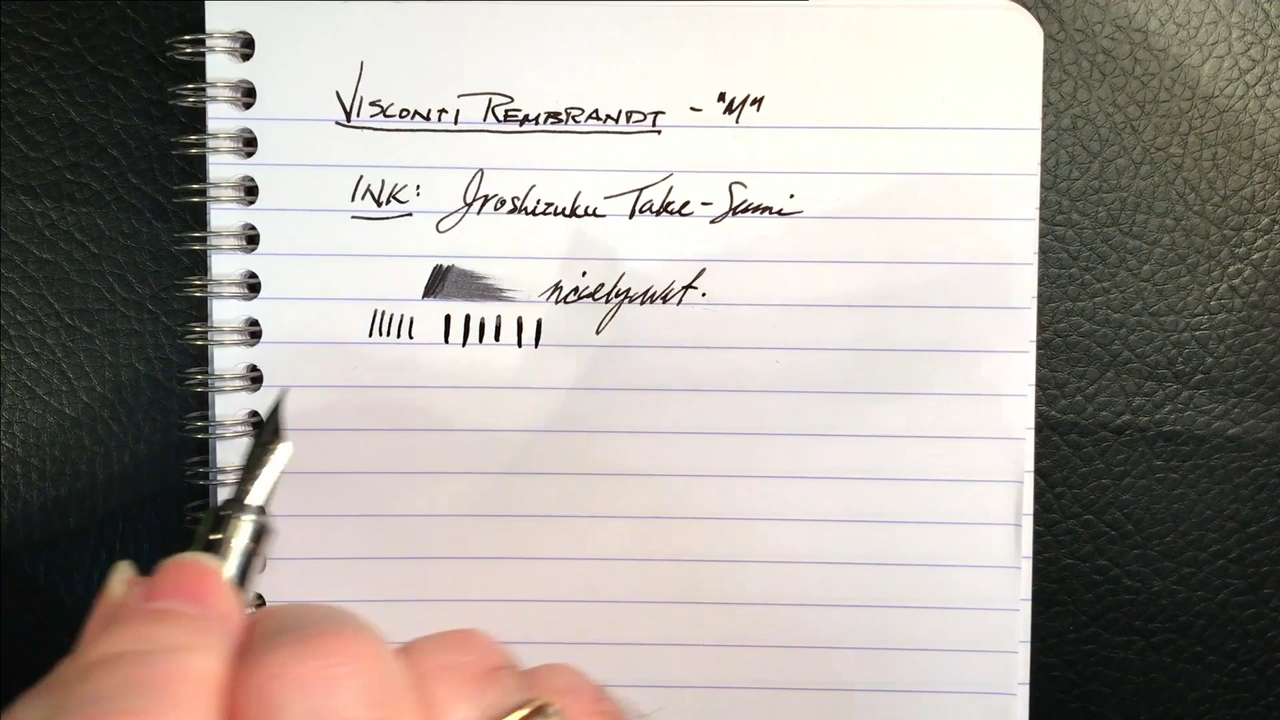 VISCONTI REMBRANDT - "M"
INK: Iroshizuku Take-Sumi
nicely wet.